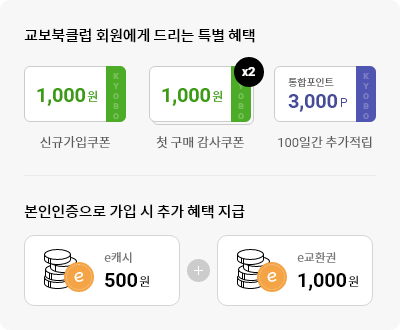 교보북클럽 회원에게 드리는 특별 혜택
1,000원 KYOBO
1,000원 KYOBO x2
통합포인트
3,000P KYOBO
신규가입쿠폰 첫 구매 감사쿠폰 100일간 추가적립
본인인증으로 가입 시 추가 혜택 지급
e e캐시
500원
+
e e교환권
1,000원